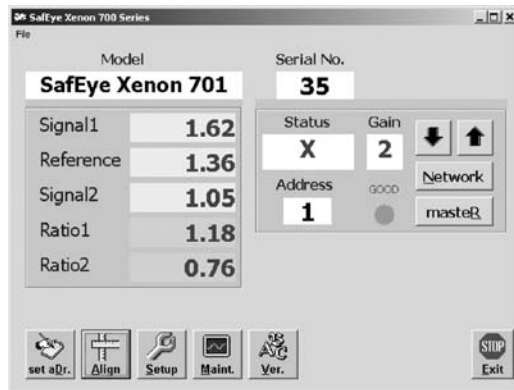 SafEye Xenon 700 Series
File
Model
Serial No.
SafEye Xenon 701
35
Signal1 1.62
Reference 1.36
Signal2 1.05
Ratio1 1.18
Ratio2 0.76
Status Gain
X 2
Address GOOD
1
Network
masteR
set aDr.
Align
Setup
Maint.
ABC
Ver.
STOP
Exit